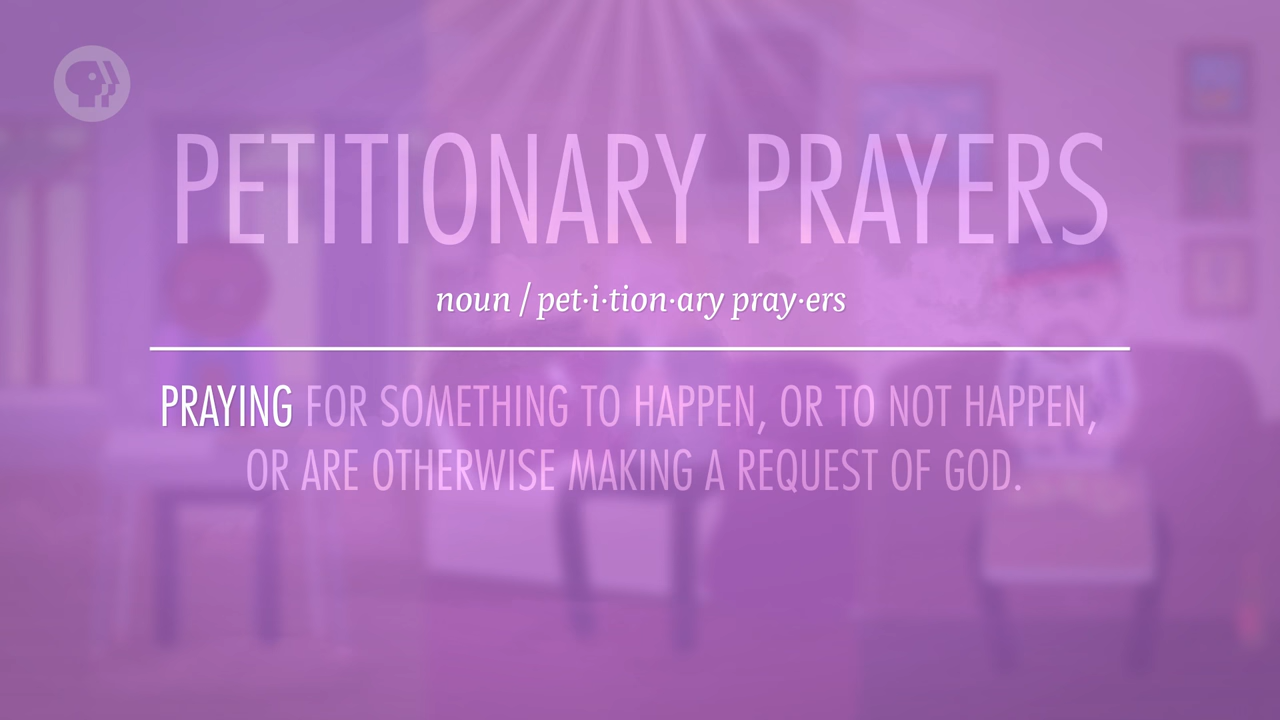 PETITIONARY PRAYERS
noun / pet·i·tion·ary pray·ers
PRAYING FOR SOMETHING TO HAPPEN, OR TO NOT HAPPEN,
OR ARE OTHERWISE MAKING A REQUEST OF GOD.